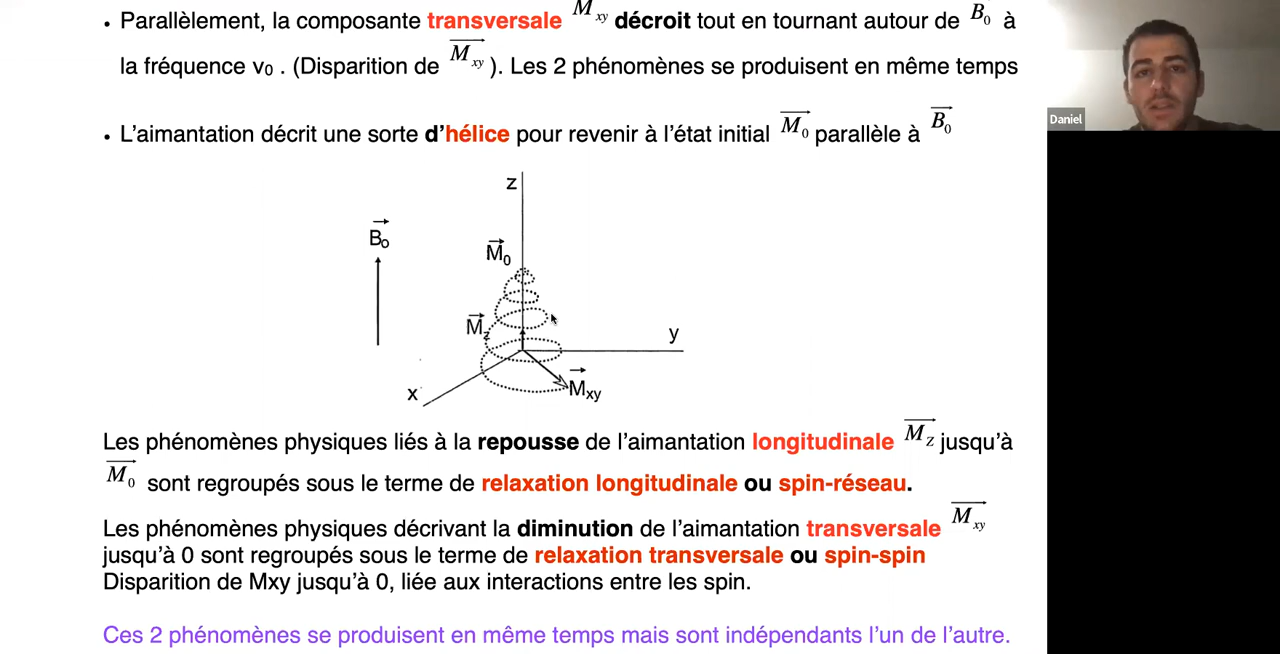 • Parallèlement, la composante transversale M xy décroit tout en tournant autour de B0 à
la fréquence v0 . (Disparition de Mxy ). Les 2 phénomènes se produisent en même temps
• L'aimantation décrit une sorte d'hélice pour revenir à l'état initial M0 parallèle à B0
Daniel
z
B0
M0
Mz
y
x
Mxy
Les phénomènes physiques liés à la repousse de l'aimantation longitudinale MZ jusqu'à
M0 sont regroupés sous le terme de relaxation longitudinale ou spin-réseau.
Les phénomènes physiques décrivant la diminution de l'aimantation transversale Mxy
jusqu'à 0 sont regroupés sous le terme de relaxation transversale ou spin-spin
Disparition de Mxy jusqu'à 0, liée aux interactions entre les spin.
Ces 2 phénomènes se produisent en même temps mais sont indépendants l'un de l'autre.